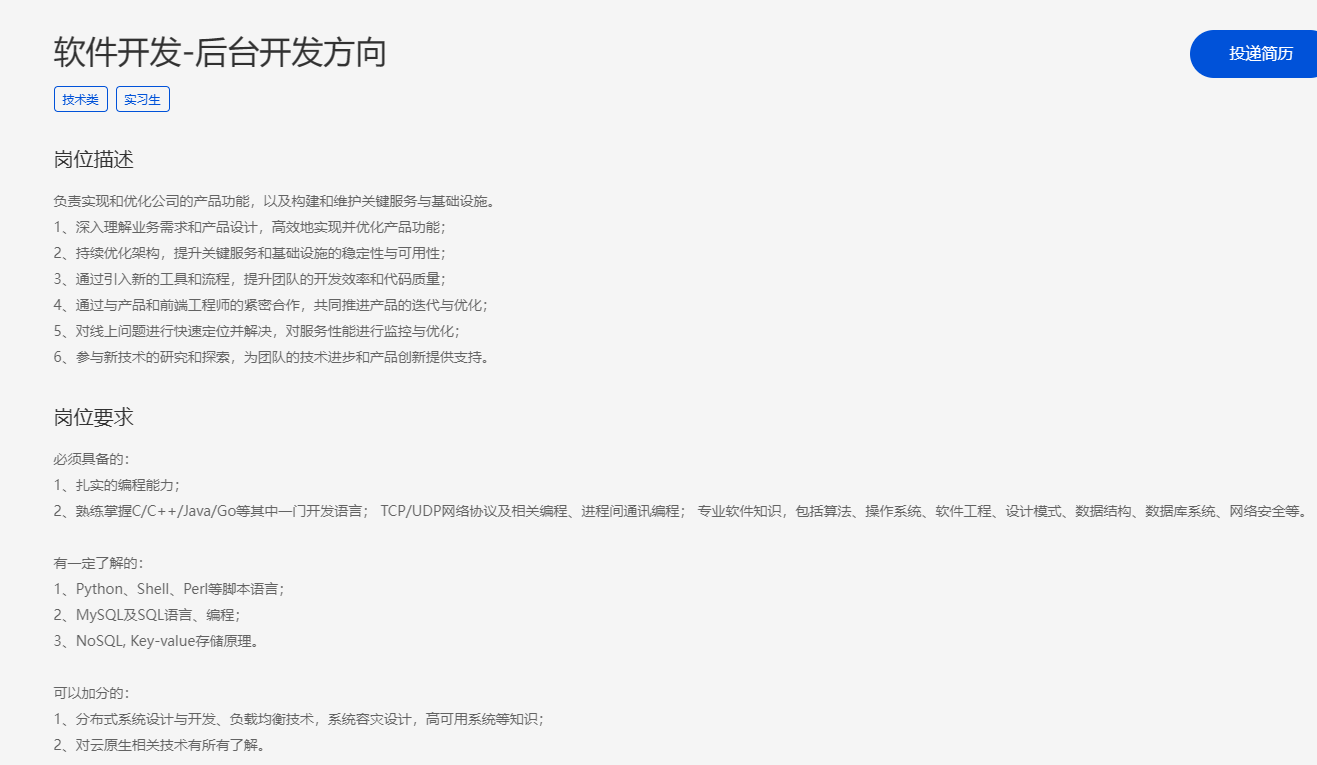 软件开发-后台开发方向
投递简历
技术类 实习生
岗位描述
负责实现和优化公司的产品功能，以及构建和维护关键服务与基础设施。
1、深入理解业务需求和产品设计，高效地实现并优化产品功能；
2、持续优化架构，提升关键服务和基础设施的稳定性与可用性；
3、通过引入新的工具和流程，提升团队的开发效率和代码质量；
4、通过与产品和前端工程师的紧密合作，共同推进产品的迭代与优化；
5、对线上问题进行快速定位并解决，对服务性能进行监控与优化；
6、参与新技术的研究和探索，为团队的技术进步和产品创新提供支持。
岗位要求
必须具备的：
1、扎实的编程能力；
2、熟练掌握C/C++/Java/Go等其中一门开发语言； TCP/UDP网络协议及相关编程、进程间通讯编程； 专业软件知识，包括算法、操作系统、软件工程、设计模式、数据结构、数据库系统、网络安全等。
有一定了解的：
1、Python、Shell、Perl等脚本语言；
2、MySQL及SQL语言、编程；
3、NoSQL, Key-value存储原理。
可以加分的：
1、分布式系统设计与开发、负载均衡技术，系统容灾设计，高可用系统等知识；
2、对云原生相关技术有所有了解。